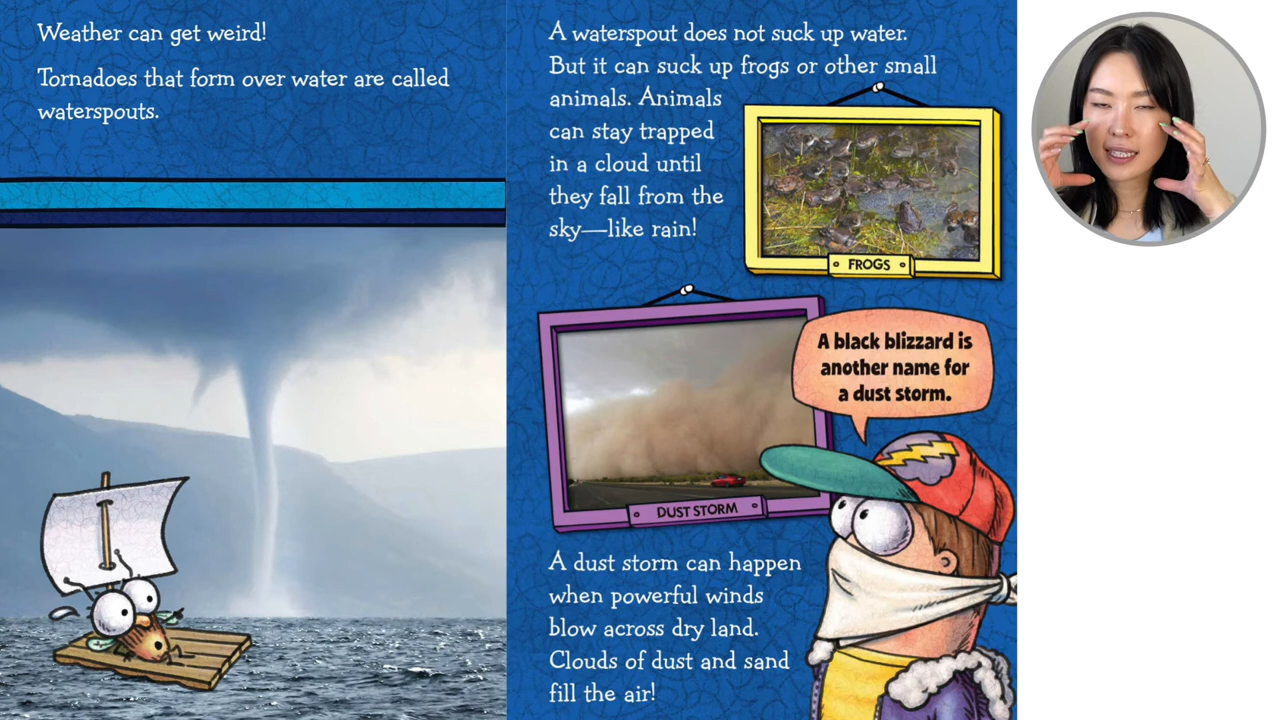 Weather can get weird!
Tornadoes that form over water are called
waterspouts.
A waterspout does not suck up water.
But it can suck up frogs or other small
animals. Animals
can stay trapped
in a cloud until
they fall from the
sky—like rain!
FROGS
A black blizzard is
another name for
a dust storm.
DUST STORM
A dust storm can happen
when powerful winds
blow across dry land.
Clouds of dust and sand
fill the air!